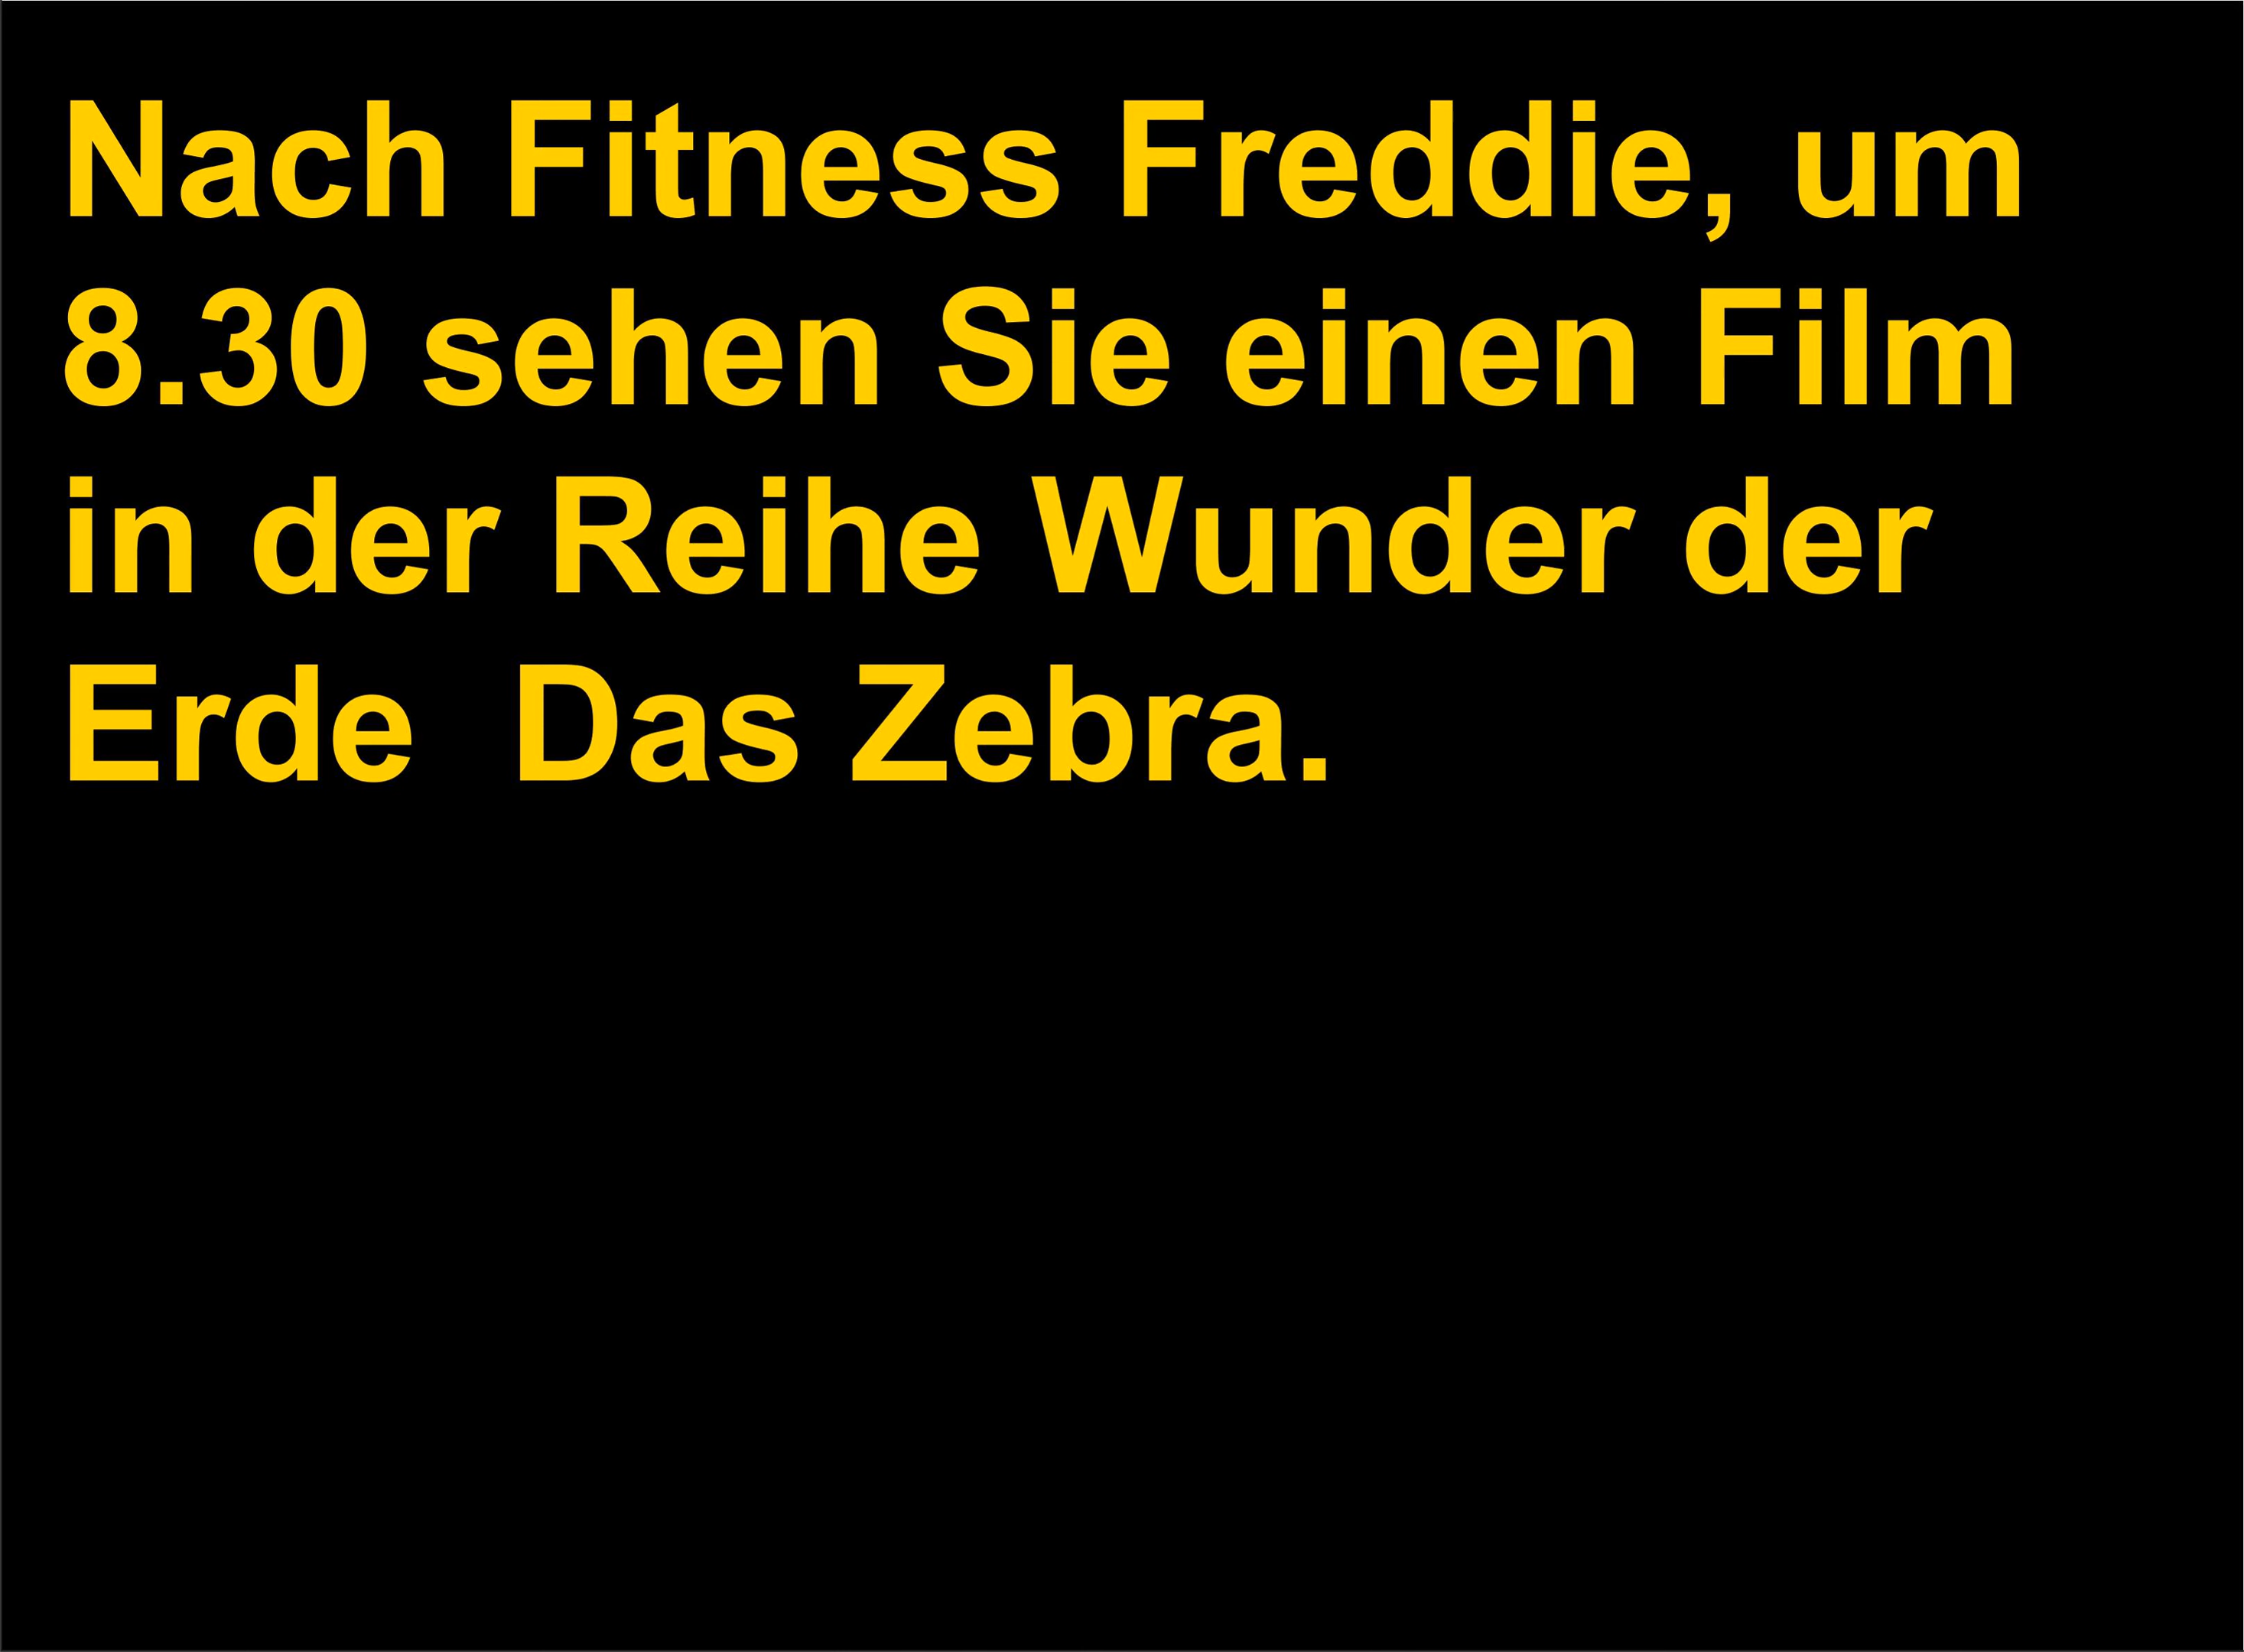 Nach Fitness Freddie, um
8.30 sehen Sie einen Film
in der Reihe Wunder der
Erde  Das Zebra.